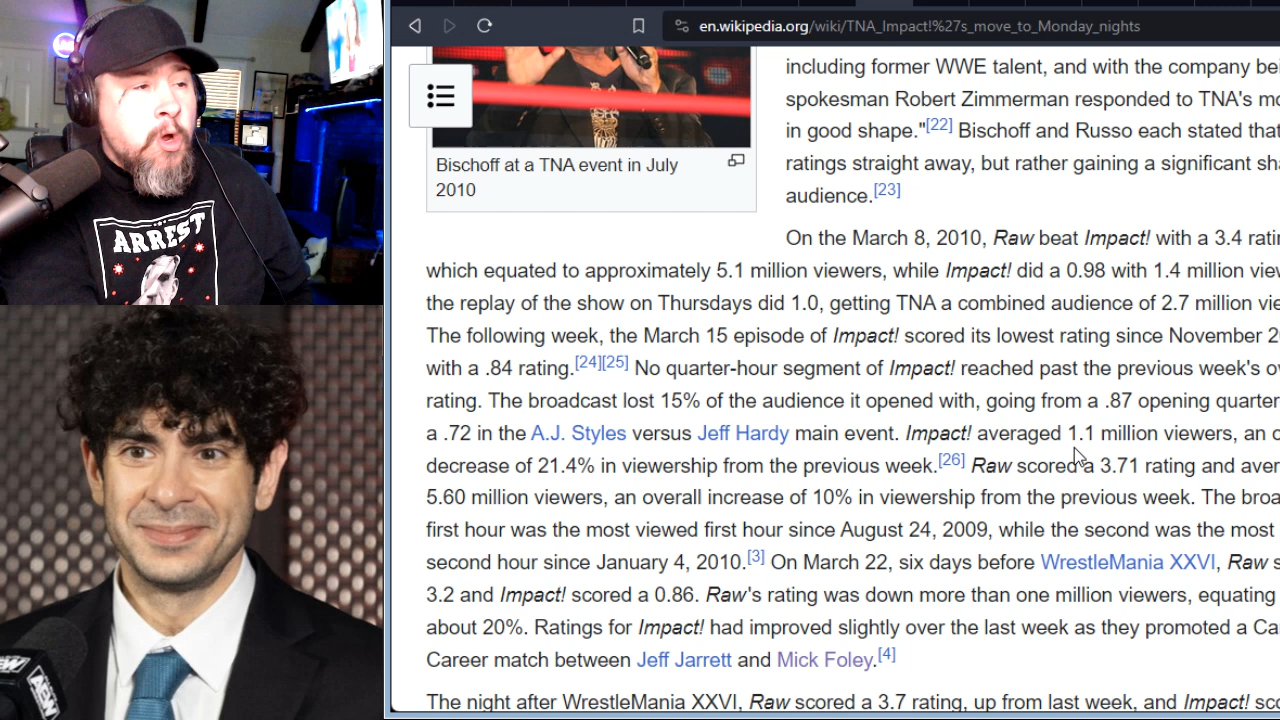 en.wikipedia.org/wiki/TNA_Impact!%27s_move_to_Monday_nights
ARREST
Bischoff at a TNA event in July
2010
including former WWE talent, and with the company
spokesman Robert Zimmerman responded to TNA's
in good shape."[22] Bischoff and Russo each stated
ratings straight away, but rather gaining a significant
audience.[23]
On the March 8, 2010, Raw beat Impact! with a 3.4
which equated to approximately 5.1 million viewers, while Impact! did a 0.98 with 1.4 million
the replay of the show on Thursdays did 1.0, getting TNA a combined audience of 2.7 million
The following week, the March 15 episode of Impact! scored its lowest rating since November
with a .84 rating.[24][25] No quarter-hour segment of Impact! reached past the previous week's
rating. The broadcast lost 15% of the audience it opened with, going from a .87 opening quarter
a .72 in the A.J. Styles versus Jeff Hardy main event. Impact! averaged 1.1 million viewers, an
decrease of 21.4% in viewership from the previous week.[26] Raw scored a 3.71 rating and
5.60 million viewers, an overall increase of 10% in viewership from the previous week. The
first hour was the most viewed first hour since August 24, 2009, while the second was the most
second hour since January 4, 2010.[3] On March 22, six days before WrestleMania XXVI, Raw
3.2 and Impact! scored a 0.86. Raw's rating was down more than one million viewers, equating
about 20%. Ratings for Impact! had improved slightly over the last week as they promoted a
Career match between Jeff Jarrett and Mick Foley.[4]
The night after WrestleMania XXVI, Raw scored a 3.7 rating, up from last week, and Impact!
AEW